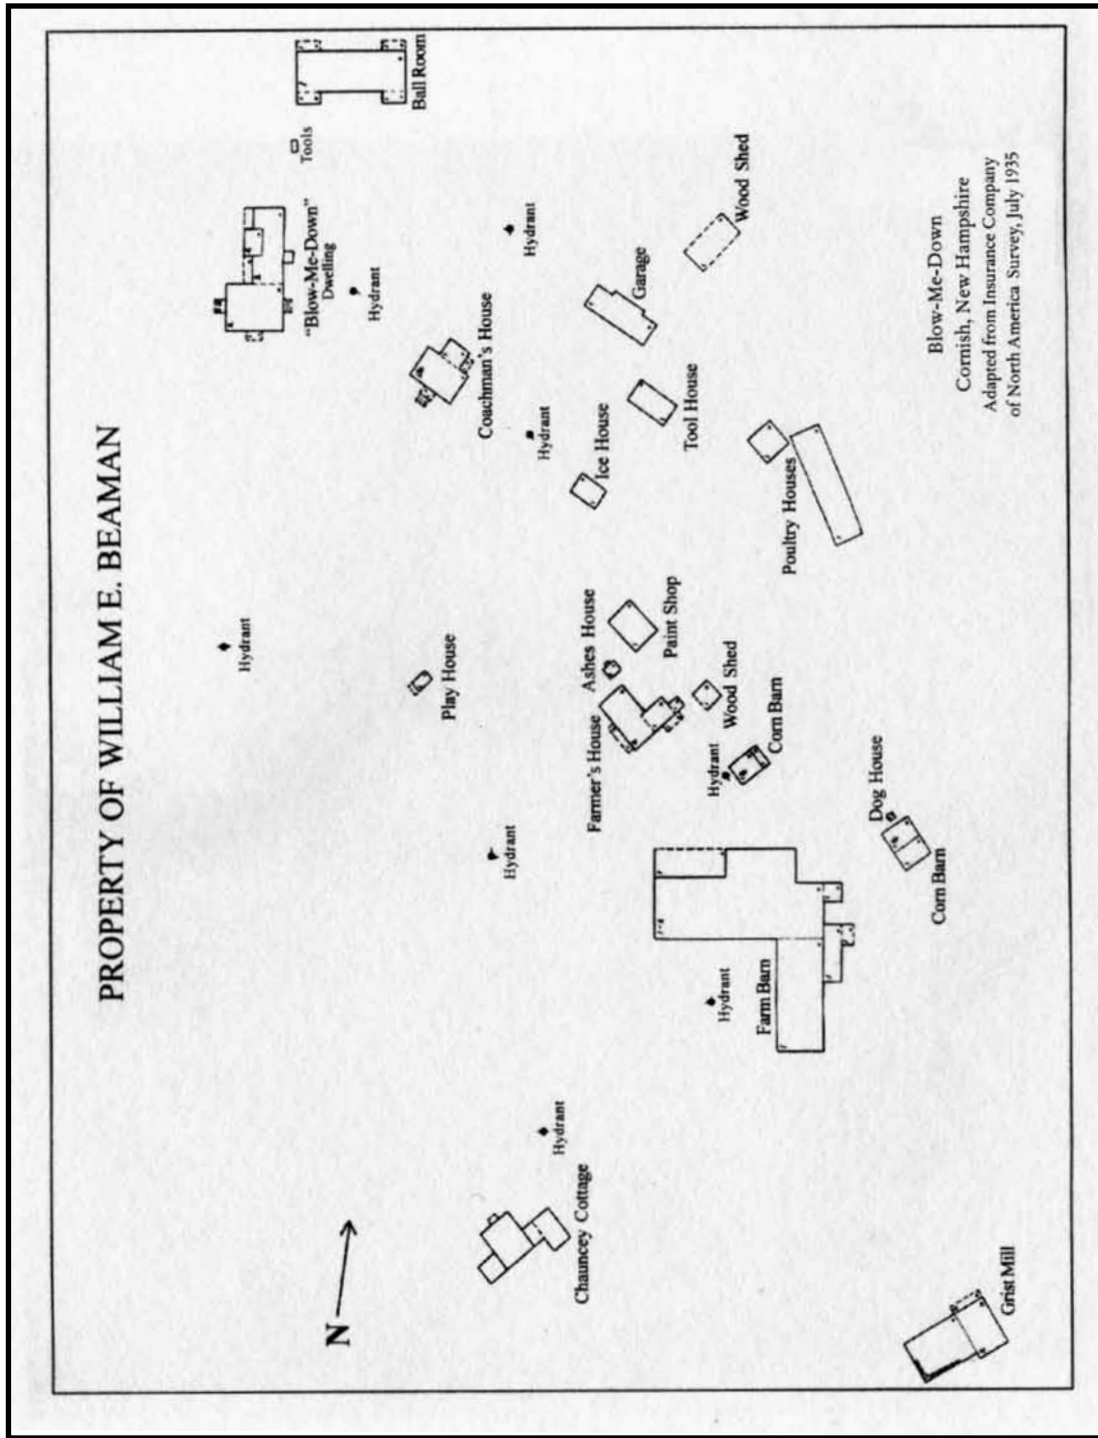 PROPERTY OF WILLIAM E. BEAMAN
Ball Room
Tools
"Blow-Me-Down"
Dwelling
Hydrant
Hydrant
Coachman's House
Hydrant
Wood Shed
Garage
Tool House
Ice House
Poultry Houses
Hydrant
Play House
Ashes House
Paint Shop
Farmer's House
Wood Shed
Hydrant
Corn Barn
Dog House
Corn Barn
Hydrant
Hydrant
Farm Barn
Hydrant
Chauncey Cottage
Grist Mill
N
Blow-Me-Down
Cornish, New Hampshire
Adapted from Insurance Company
of North America Survey, July 1935